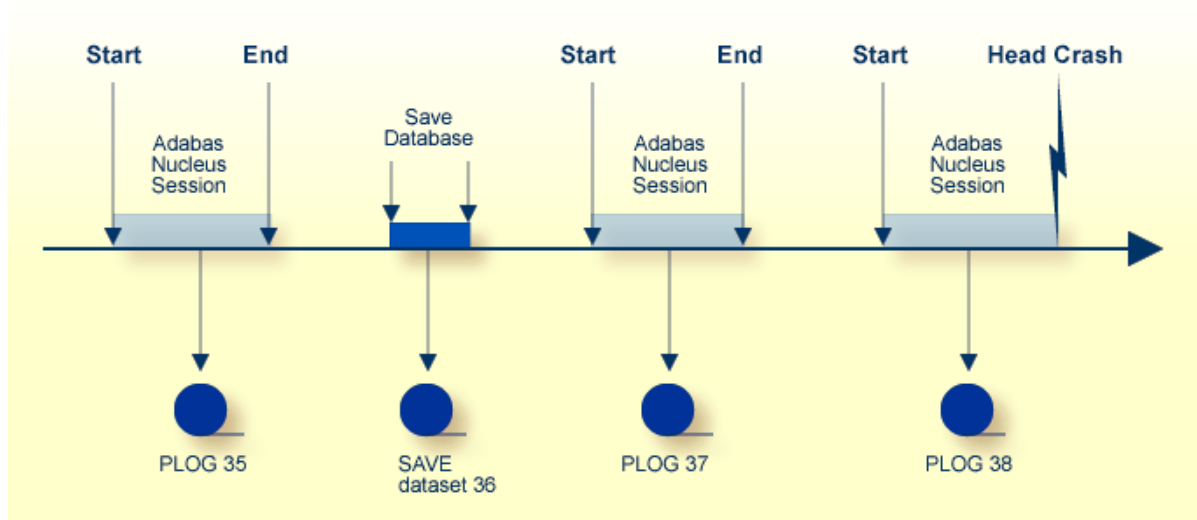 Start
End
Start
End
Start
Head Crash
Save
Database
Adabas
Nucleus
Session
Adabas
Nucleus
Session
Adabas
Nucleus
Session
PLOG 35
SAVE
dataset 36
PLOG 37
PLOG 38